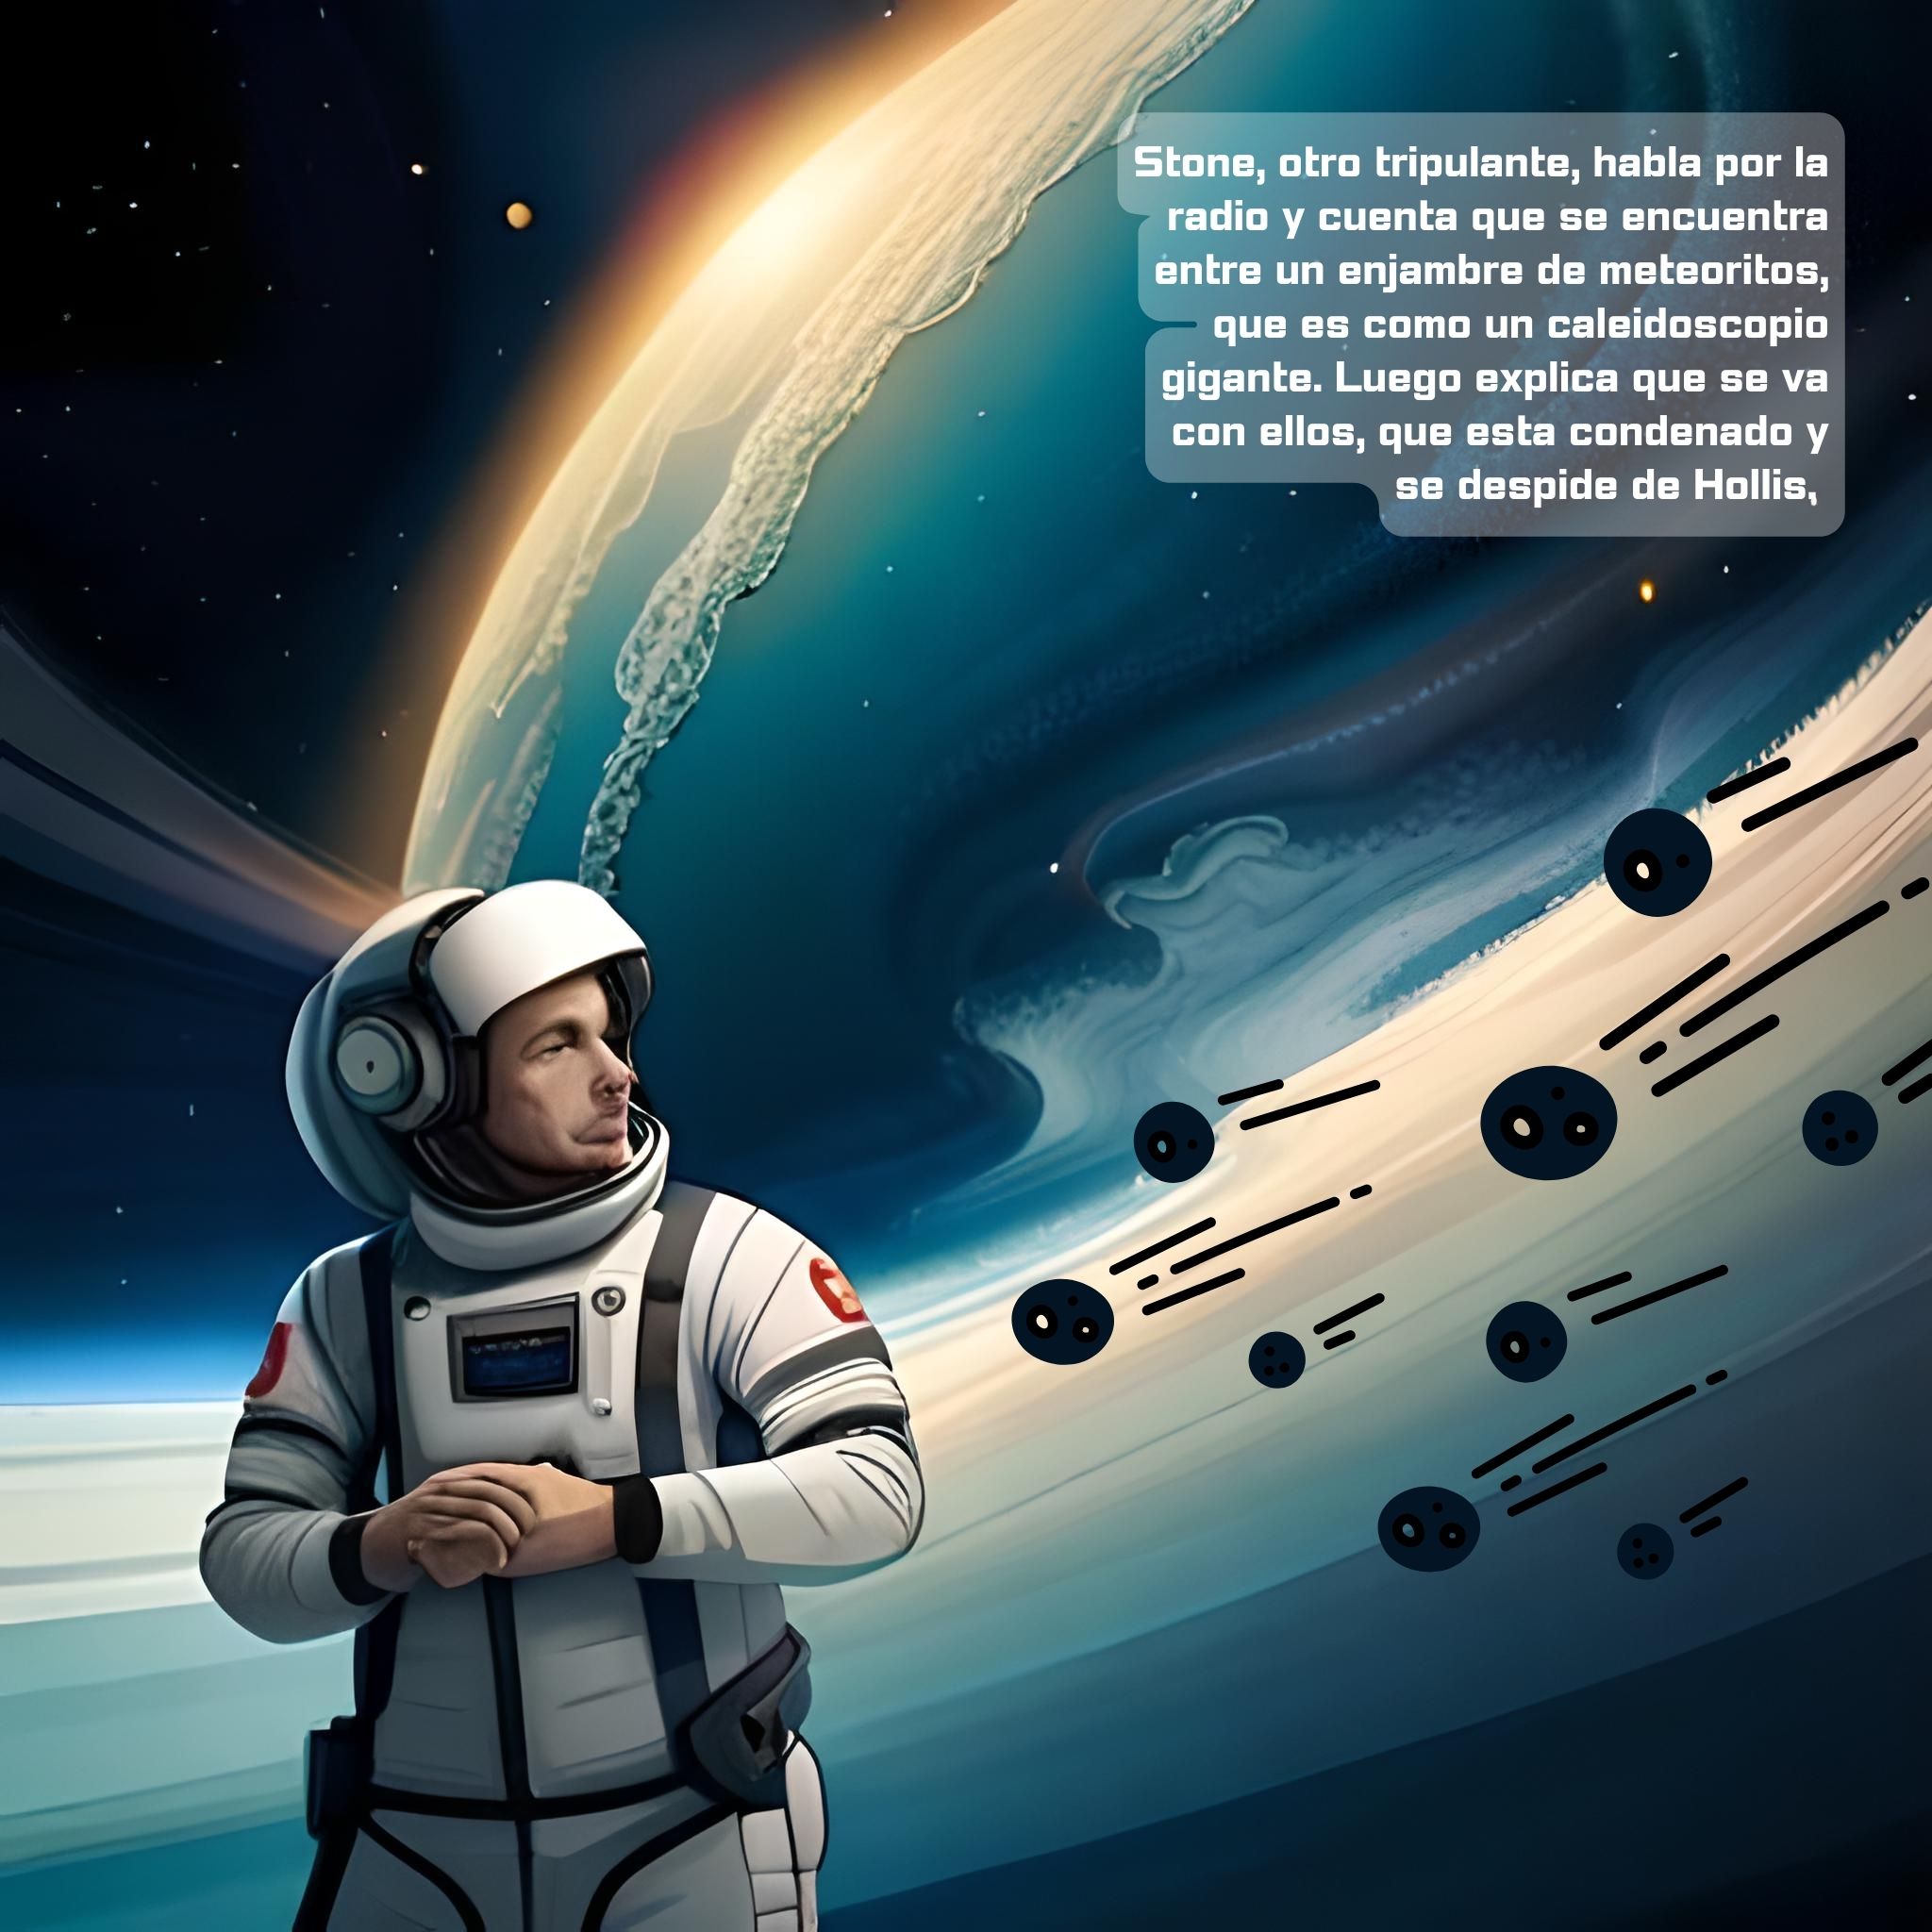 Stone, otro tripulante, habla por la
radio y cuenta que se encuentra
entre un enjambre de meteoritos,
que es como un caleidoscopio
gigante. Luego explica que se va
con ellos, que esta condenado y
se despide de Hollis,